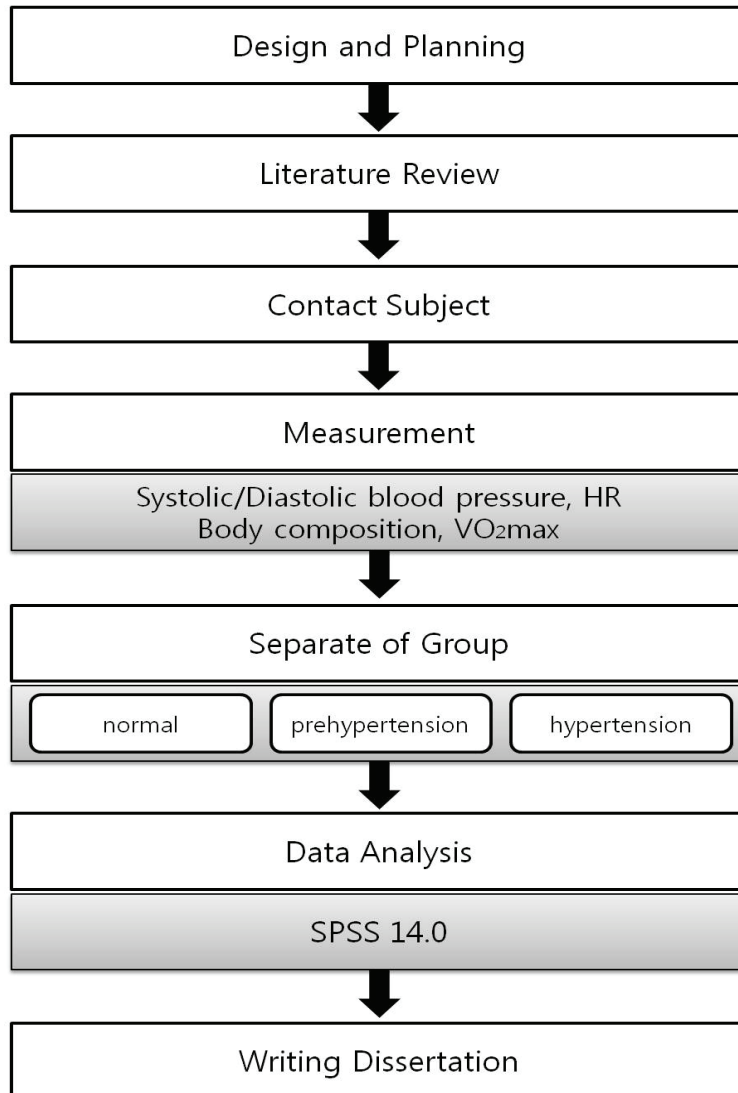 Design and Planning
Literature Review
Contact Subject
Measurement
Systolic/Diastolic blood pressure, HR
Body composition, VO₂max
Separate of Group
normal
prehypertension
hypertension
Data Analysis
SPSS 14.0
Writing Dissertation